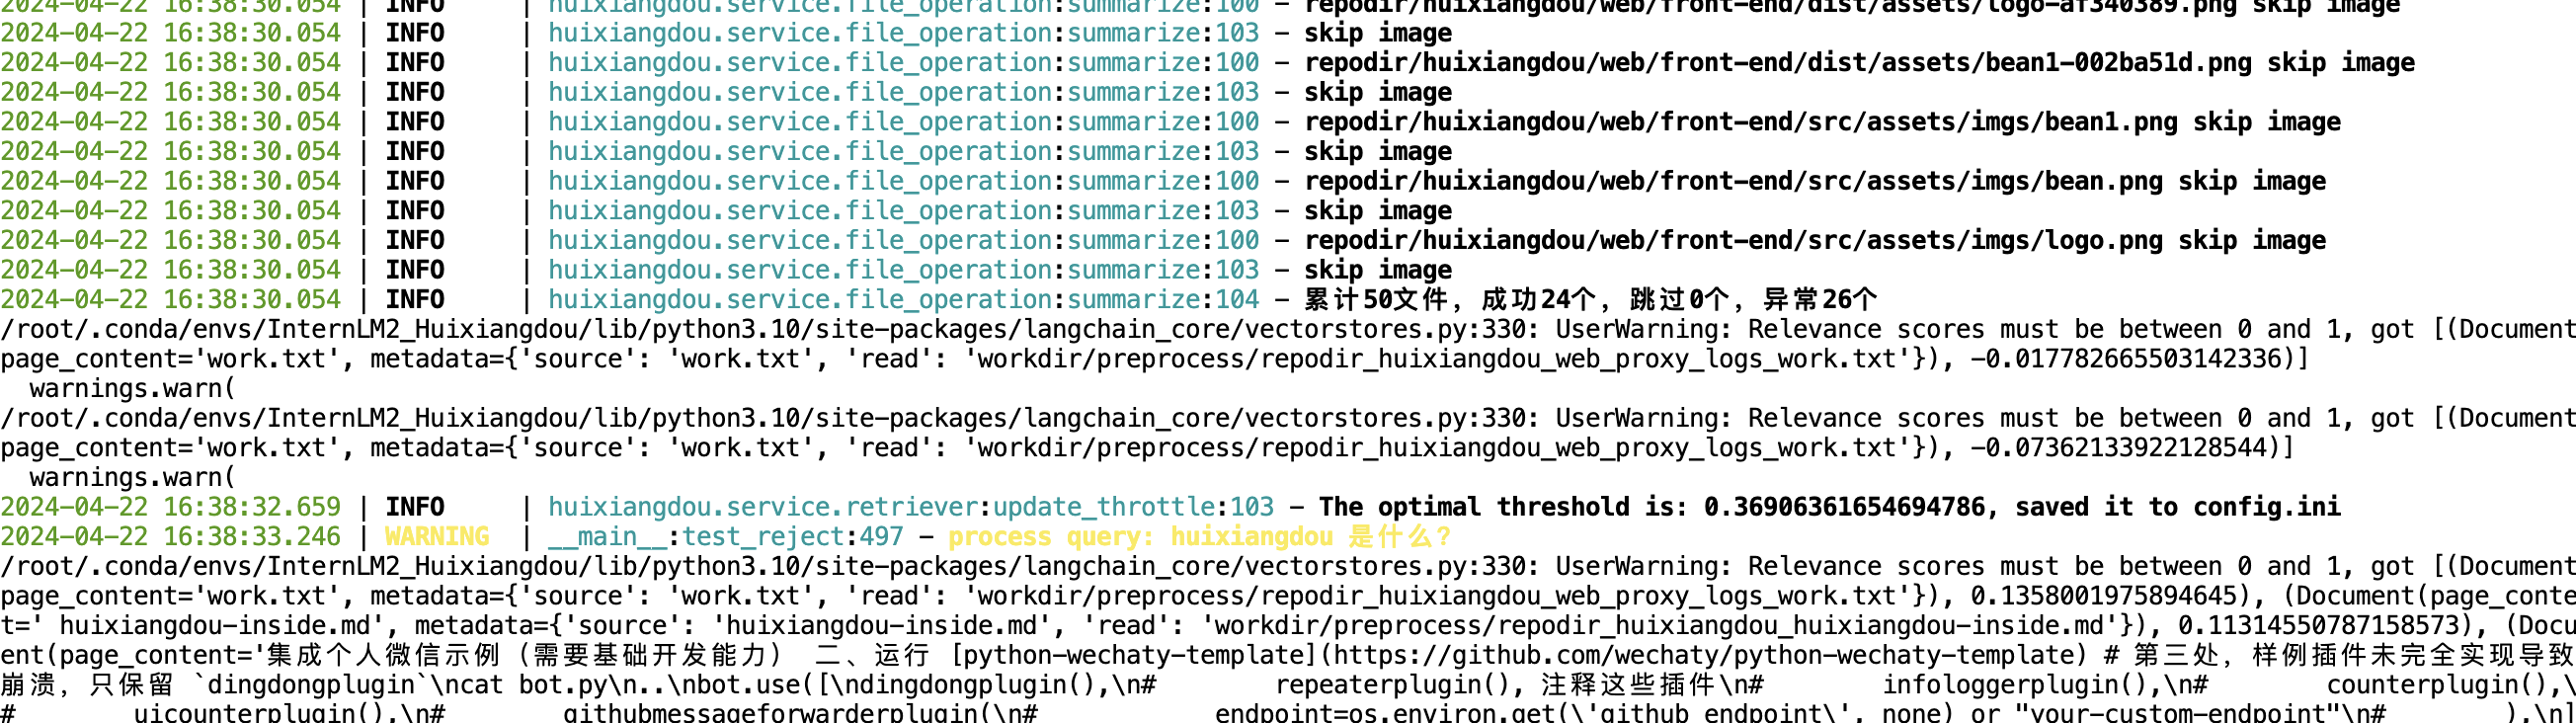 2024-04-22 16:38:30.054 | INFO     | huixiangdou.service.file_operation:summarize:100 - repodir/huixiangdou/web/front-end/dist/assets/logo-af340389.png skip image
2024-04-22 16:38:30.054 | INFO     | huixiangdou.service.file_operation:summarize:103 - skip image
2024-04-22 16:38:30.054 | INFO     | huixiangdou.service.file_operation:summarize:100 - repodir/huixiangdou/web/front-end/dist/assets/bean1-002ba51d.png skip image
2024-04-22 16:38:30.054 | INFO     | huixiangdou.service.file_operation:summarize:103 - skip image
2024-04-22 16:38:30.054 | INFO     | huixiangdou.service.file_operation:summarize:100 - repodir/huixiangdou/web/front-end/src/assets/imgs/bean1.png skip image
2024-04-22 16:38:30.054 | INFO     | huixiangdou.service.file_operation:summarize:103 - skip image
2024-04-22 16:38:30.054 | INFO     | huixiangdou.service.file_operation:summarize:100 - repodir/huixiangdou/web/front-end/src/assets/imgs/bean.png skip image
2024-04-22 16:38:30.054 | INFO     | huixiangdou.service.file_operation:summarize:103 - skip image
2024-04-22 16:38:30.054 | INFO     | huixiangdou.service.file_operation:summarize:100 - repodir/huixiangdou/web/front-end/src/assets/imgs/logo.png skip image
2024-04-22 16:38:30.054 | INFO     | huixiangdou.service.file_operation:summarize:103 - skip image
2024-04-22 16:38:30.054 | INFO     | huixiangdou.service.file_operation:summarize:104 - 累计50文件，成功24个，跳过0个，异常26个
/root/.conda/envs/InternLM2_Huixiangdou/lib/python3.10/site-packages/langchain_core/vectorstores.py:330: UserWarning: Relevance scores must be between 0 and 1, got [(Document
page_content='work.txt', metadata={'source': 'work.txt', 'read': 'workdir/preprocess/repodir_huixiangdou_web_proxy_logs_work.txt'}), -0.017782665503142336)]
  warnings.warn(
/root/.conda/envs/InternLM2_Huixiangdou/lib/python3.10/site-packages/langchain_core/vectorstores.py:330: UserWarning: Relevance scores must be between 0 and 1, got [(Document
page_content='work.txt', metadata={'source': 'work.txt', 'read': 'workdir/preprocess/repodir_huixiangdou_web_proxy_logs_work.txt'}), -0.07362133922128544)]
  warnings.warn(
2024-04-22 16:38:32.659 | INFO     | huixiangdou.service.retriever:update_throttle:103 - The optimal threshold is: 0.36906361654694786, saved it to config.ini
2024-04-22 16:38:33.246 | WARNING  | __main__:test_reject:497 - process query: huixiangdou 是什么?
/root/.conda/envs/InternLM2_Huixiangdou/lib/python3.10/site-packages/langchain_core/vectorstores.py:330: UserWarning: Relevance scores must be between 0 and 1, got [(Document
page_content='work.txt', metadata={'source': 'work.txt', 'read': 'workdir/preprocess/repodir_huixiangdou_web_proxy_logs_work.txt'}), 0.1358001975894645), (Document(page_conte
t=' huixiangdou-inside.md', metadata={'source': 'huixiangdou-inside.md', 'read': 'workdir/preprocess/repodir_huixiangdou_huixiangdou-inside.md'}), 0.11314550787158573), (Docu
ent(page_content='集成个人微信示例（需要基础开发能力） 二、运行 [python-wechaty-template](https://github.com/wechaty/python-wechaty-template) # 第三处，样例插件未完全实现导致
崩溃，只保留 `dingdongplugin`\ncat bot.py\n..\nbot.use([\ndingdongplugin(),\n#        repeaterplugin(), 注释这些插件\n#        infologgerplugin(),\n#        counterplugin(),\
#        uicounterplugin(),\n#        githubmessageforwarderplugin(\n#            endpoint=os.environ.get(\'github_endpoint\', none) or "your-custom-endpoint"\n#        ),\n]